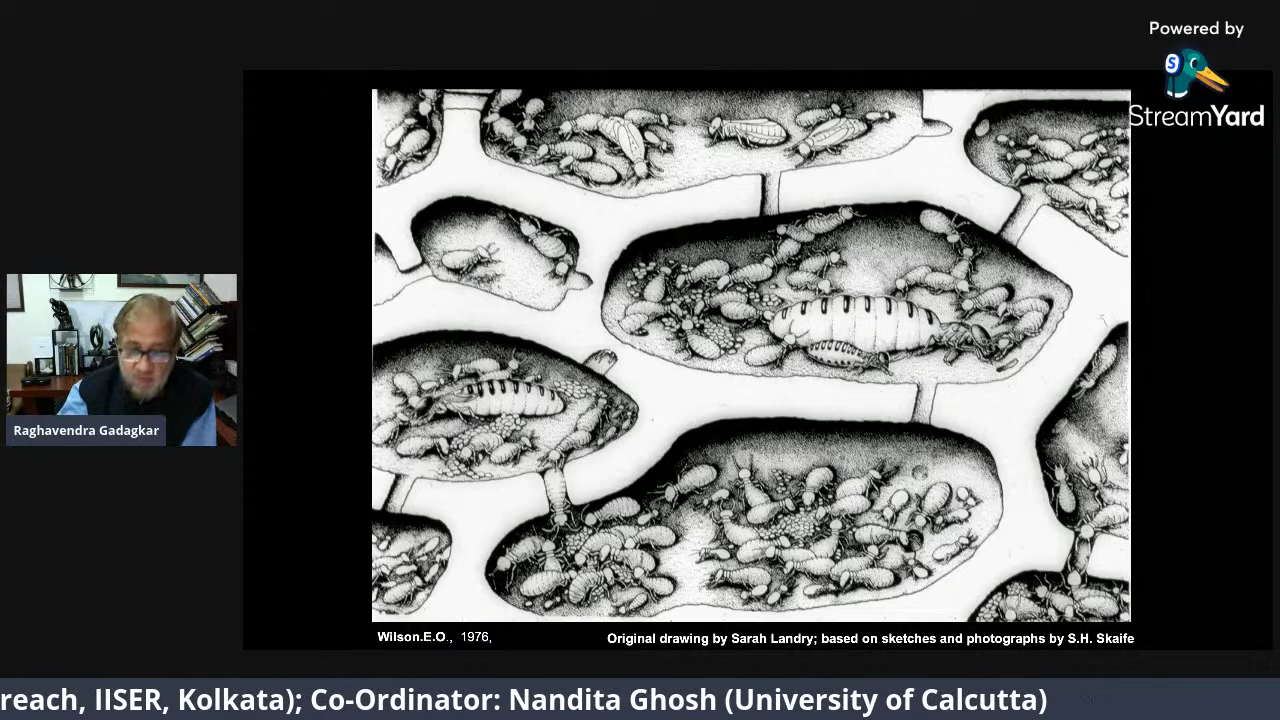 Powered by
S
StreamYard
Raghavendra Gadagkar
Wilson.E.O., 1976,
Original drawing by Sarah Landry; based on sketches and photographs by S.H. Skaife
reach, IISER, Kolkata); Co-Ordinator: Nandita Ghosh (University of Calcutta)